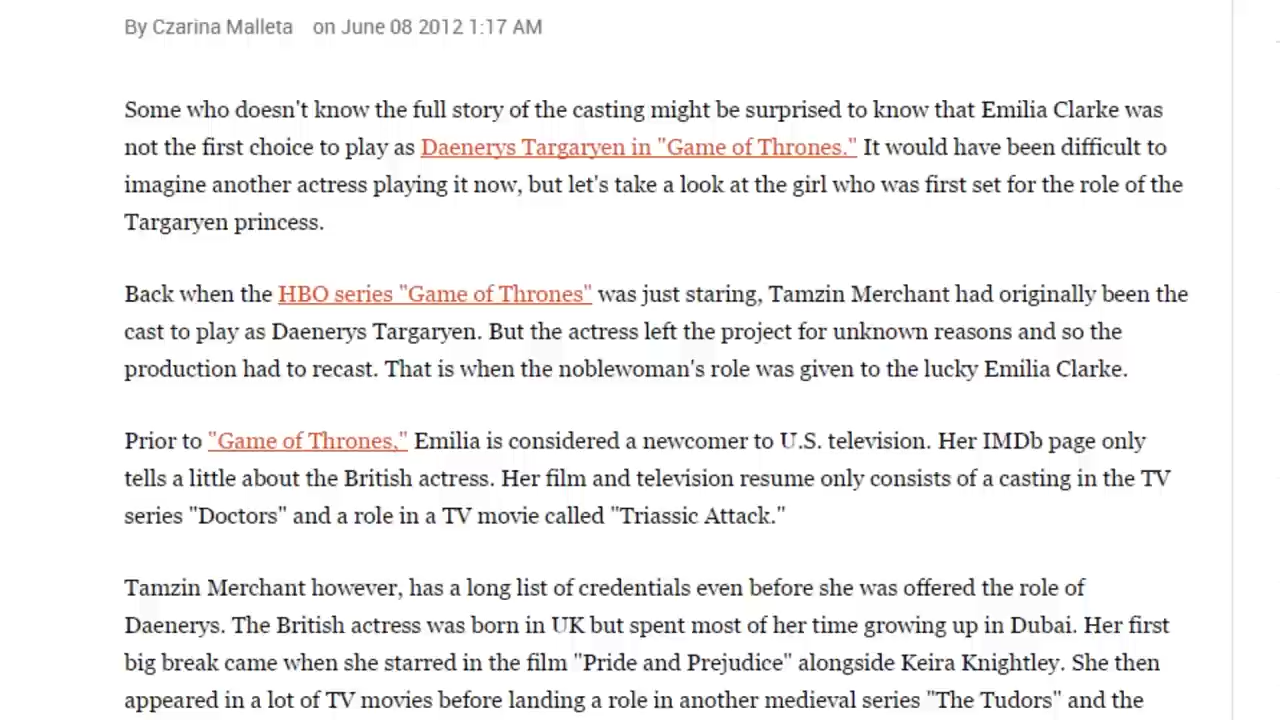 By Czarina Malleta on June 08 2012 1:17 AM
Some who doesn't know the full story of the casting might be surprised to know that Emilia Clarke was
not the first choice to play as Daenerys Targaryen in "Game of Thrones." It would have been difficult to
imagine another actress playing it now, but let's take a look at the girl who was first set for the role of the
Targaryen princess.
Back when the HBO series "Game of Thrones" was just staring, Tamzin Merchant had originally been the
cast to play as Daenerys Targaryen. But the actress left the project for unknown reasons and so the
production had to recast. That is when the noblewoman's role was given to the lucky Emilia Clarke.
Prior to "Game of Thrones," Emilia is considered a newcomer to U.S. television. Her IMDb page only
tells a little about the British actress. Her film and television resume only consists of a casting in the TV
series "Doctors" and a role in a TV movie called "Triassic Attack."
Tamzin Merchant however, has a long list of credentials even before she was offered the role of
Daenerys. The British actress was born in UK but spent most of her time growing up in Dubai. Her first
big break came when she starred in the film "Pride and Prejudice" alongside Keira Knightley. She then
appeared in a lot of TV movies before landing a role in another medieval series "The Tudors" and the